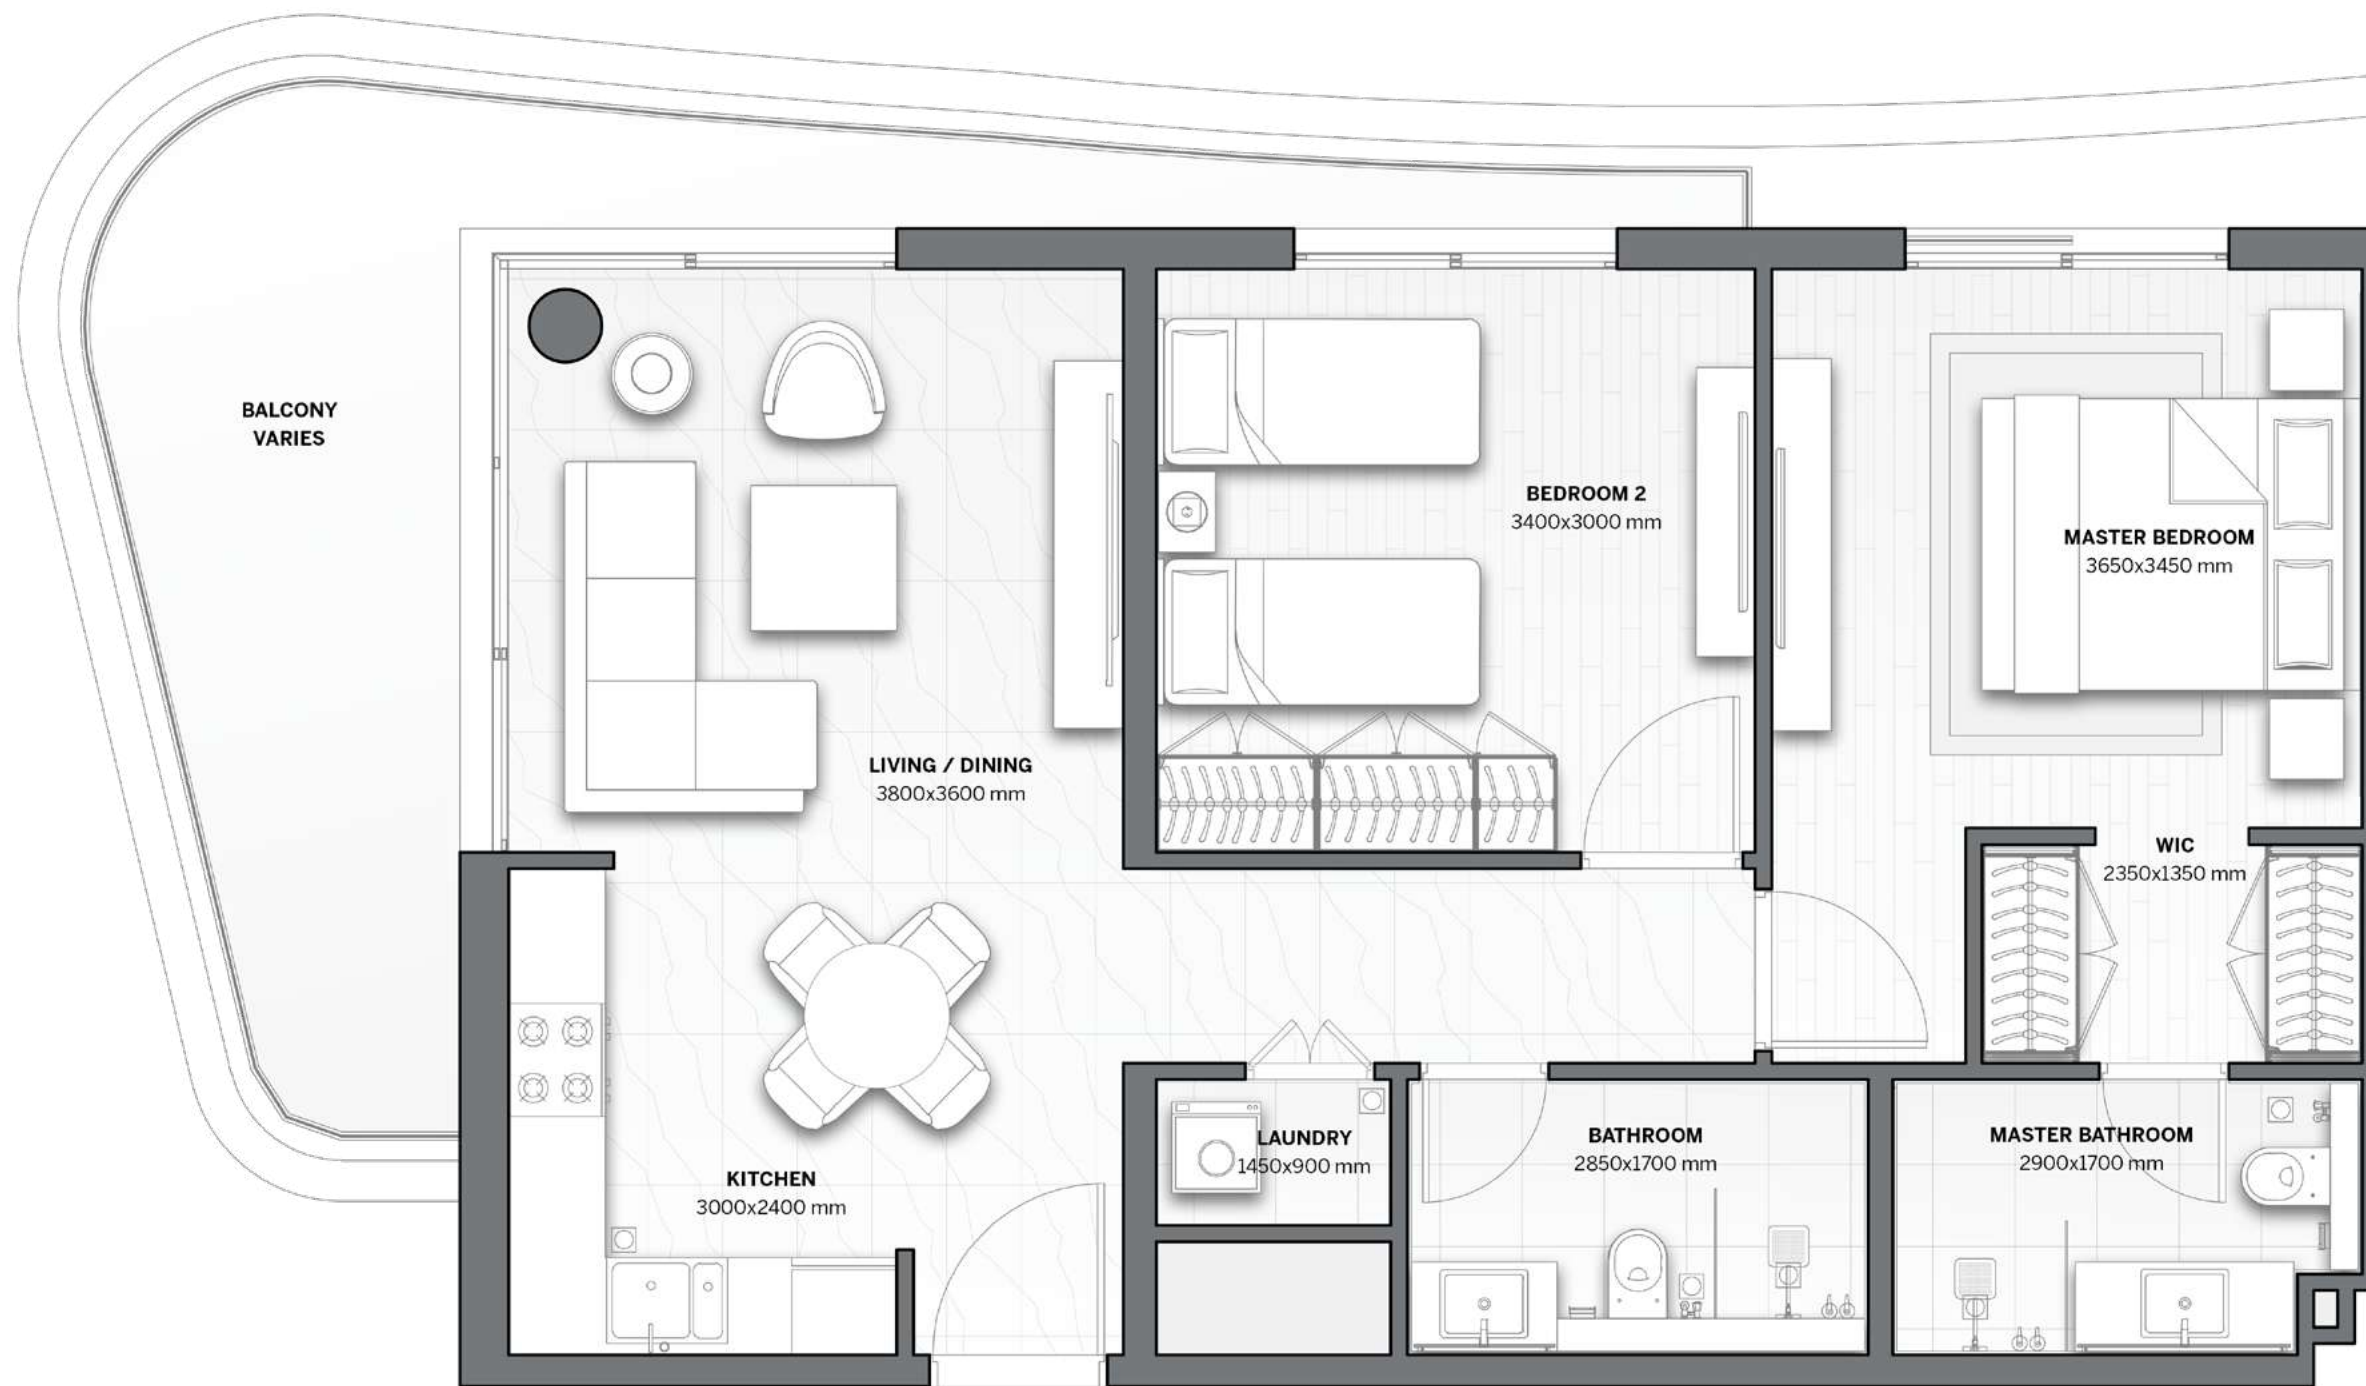 BALCONY
VARIES
BEDROOM 2
3400x3000 mm
MASTER BEDROOM
3650x3450 mm
LIVING / DINING
3800x3600 mm
WIC
2350x1350 mm
KITCHEN
3000x2400 mm
LAUNDRY
1450x900 mm
BATHROOM
2850x1700 mm
MASTER BATHROOM
2900x1700 mm